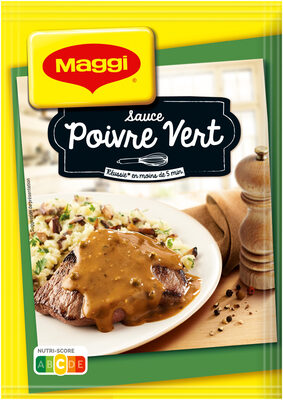 Maggi
Sauce
Poivre Vert
Réussie* en moins de 5 min
NUTRI-SCORE
A B C D E